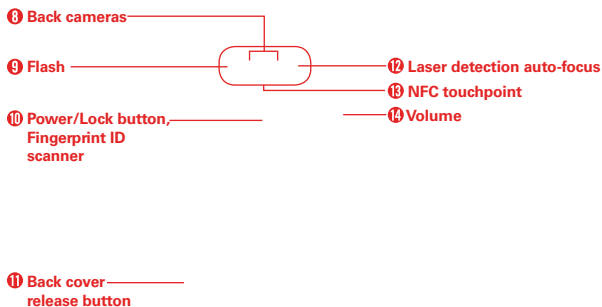 8 Back cameras
9 Flash
10 Power/Lock button,
Fingerprint ID
scanner
11 Back cover
release button
12 Laser detection auto-focus
13 NFC touchpoint
14 Volume